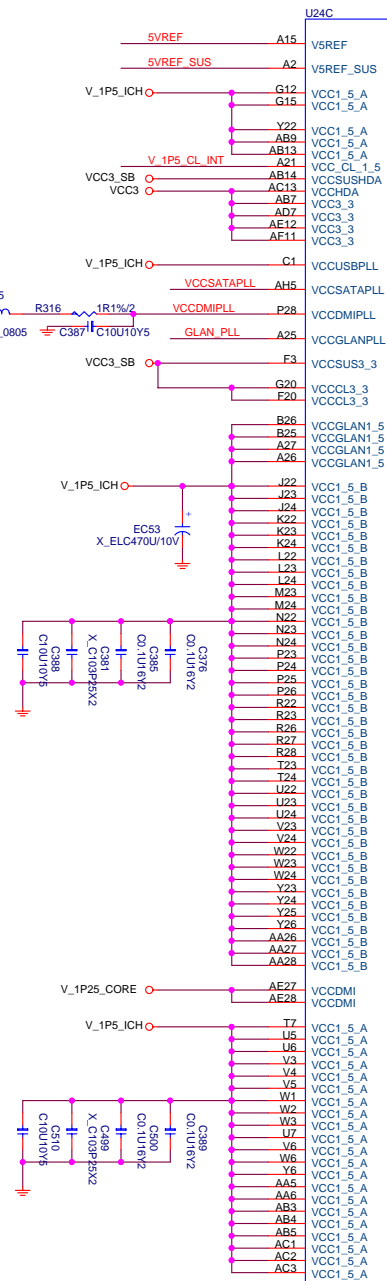 U24C
5VREF A15 V5REF
5VREF_SUS A2 V5REF_SUS
V_1P5_ICH G12 VCC1_5_A
G15 VCC1_5_A
Y22 VCC1_5_A
AB9 VCC1_5_A
AB13 VCC1_5_A
V_1P5_CL_INT A21 VCC_CL_1_5
VCC3_SB AB14 VCCSUSHDA
VCC3 AC13 VCCHDA
AB7 VCC3_3
AD7 VCC3_3
AE12 VCC3_3
AF11 VCC3_3
V_1P5_ICH C1 VCCUSBPLL
VCCSATAPLL AH5 VCCSATAPLL
5
R316 1R1%/2 VCCDMIPLL P28 VCCDMIPLL
_0805 C387 C10U10Y5
GLAN_PLL A25 VCCGLANPLL
VCC3_SB F3 VCCSUS3_3
G20 VCCCL3_3
F20 VCCCL3_3
B26 VCCGLAN1_5
B25 VCCGLAN1_5
A27 VCCGLAN1_5
A26 VCCGLAN1_5
V_1P5_ICH J22 VCC1_5_B
J23 VCC1_5_B
J24 VCC1_5_B
K22 VCC1_5_B
EC53 K23 VCC1_5_B
X_ELC470U/10V K24 VCC1_5_B
L22 VCC1_5_B
L23 VCC1_5_B
L24 VCC1_5_B
M23 VCC1_5_B
M24 VCC1_5_B
N22 VCC1_5_B
N23 VCC1_5_B
N24 VCC1_5_B
P23 VCC1_5_B
P24 VCC1_5_B
P25 VCC1_5_B
P26 VCC1_5_B
R22 VCC1_5_B
R23 VCC1_5_B
R26 VCC1_5_B
R27 VCC1_5_B
R28 VCC1_5_B
T23 VCC1_5_B
T24 VCC1_5_B
U22 VCC1_5_B
U23 VCC1_5_B
U24 VCC1_5_B
V23 VCC1_5_B
V24 VCC1_5_B
W22 VCC1_5_B
W23 VCC1_5_B
W24 VCC1_5_B
Y23 VCC1_5_B
Y24 VCC1_5_B
Y25 VCC1_5_B
Y26 VCC1_5_B
AA26 VCC1_5_B
AA27 VCC1_5_B
AA28 VCC1_5_B
C388
C10U10Y5
C381
X_C103P25X2
C385
C0.1U16Y2
C376
C0.1U16Y2
V_1P25_CORE AE27 VCCDMI
AE28 VCCDMI
V_1P5_ICH T7 VCC1_5_A
U5 VCC1_5_A
U6 VCC1_5_A
V3 VCC1_5_A
V4 VCC1_5_A
V5 VCC1_5_A
W1 VCC1_5_A
W2 VCC1_5_A
W3 VCC1_5_A
U7 VCC1_5_A
V6 VCC1_5_A
W6 VCC1_5_A
Y6 VCC1_5_A
AA5 VCC1_5_A
AA6 VCC1_5_A
AB3 VCC1_5_A
AB4 VCC1_5_A
AB5 VCC1_5_A
AC1 VCC1_5_A
AC2 VCC1_5_A
AC3 VCC1_5_A
C510
C10U10Y5
C499
X_C103P25X2
C500
C0.1U16Y2
C389
C0.1U16Y2